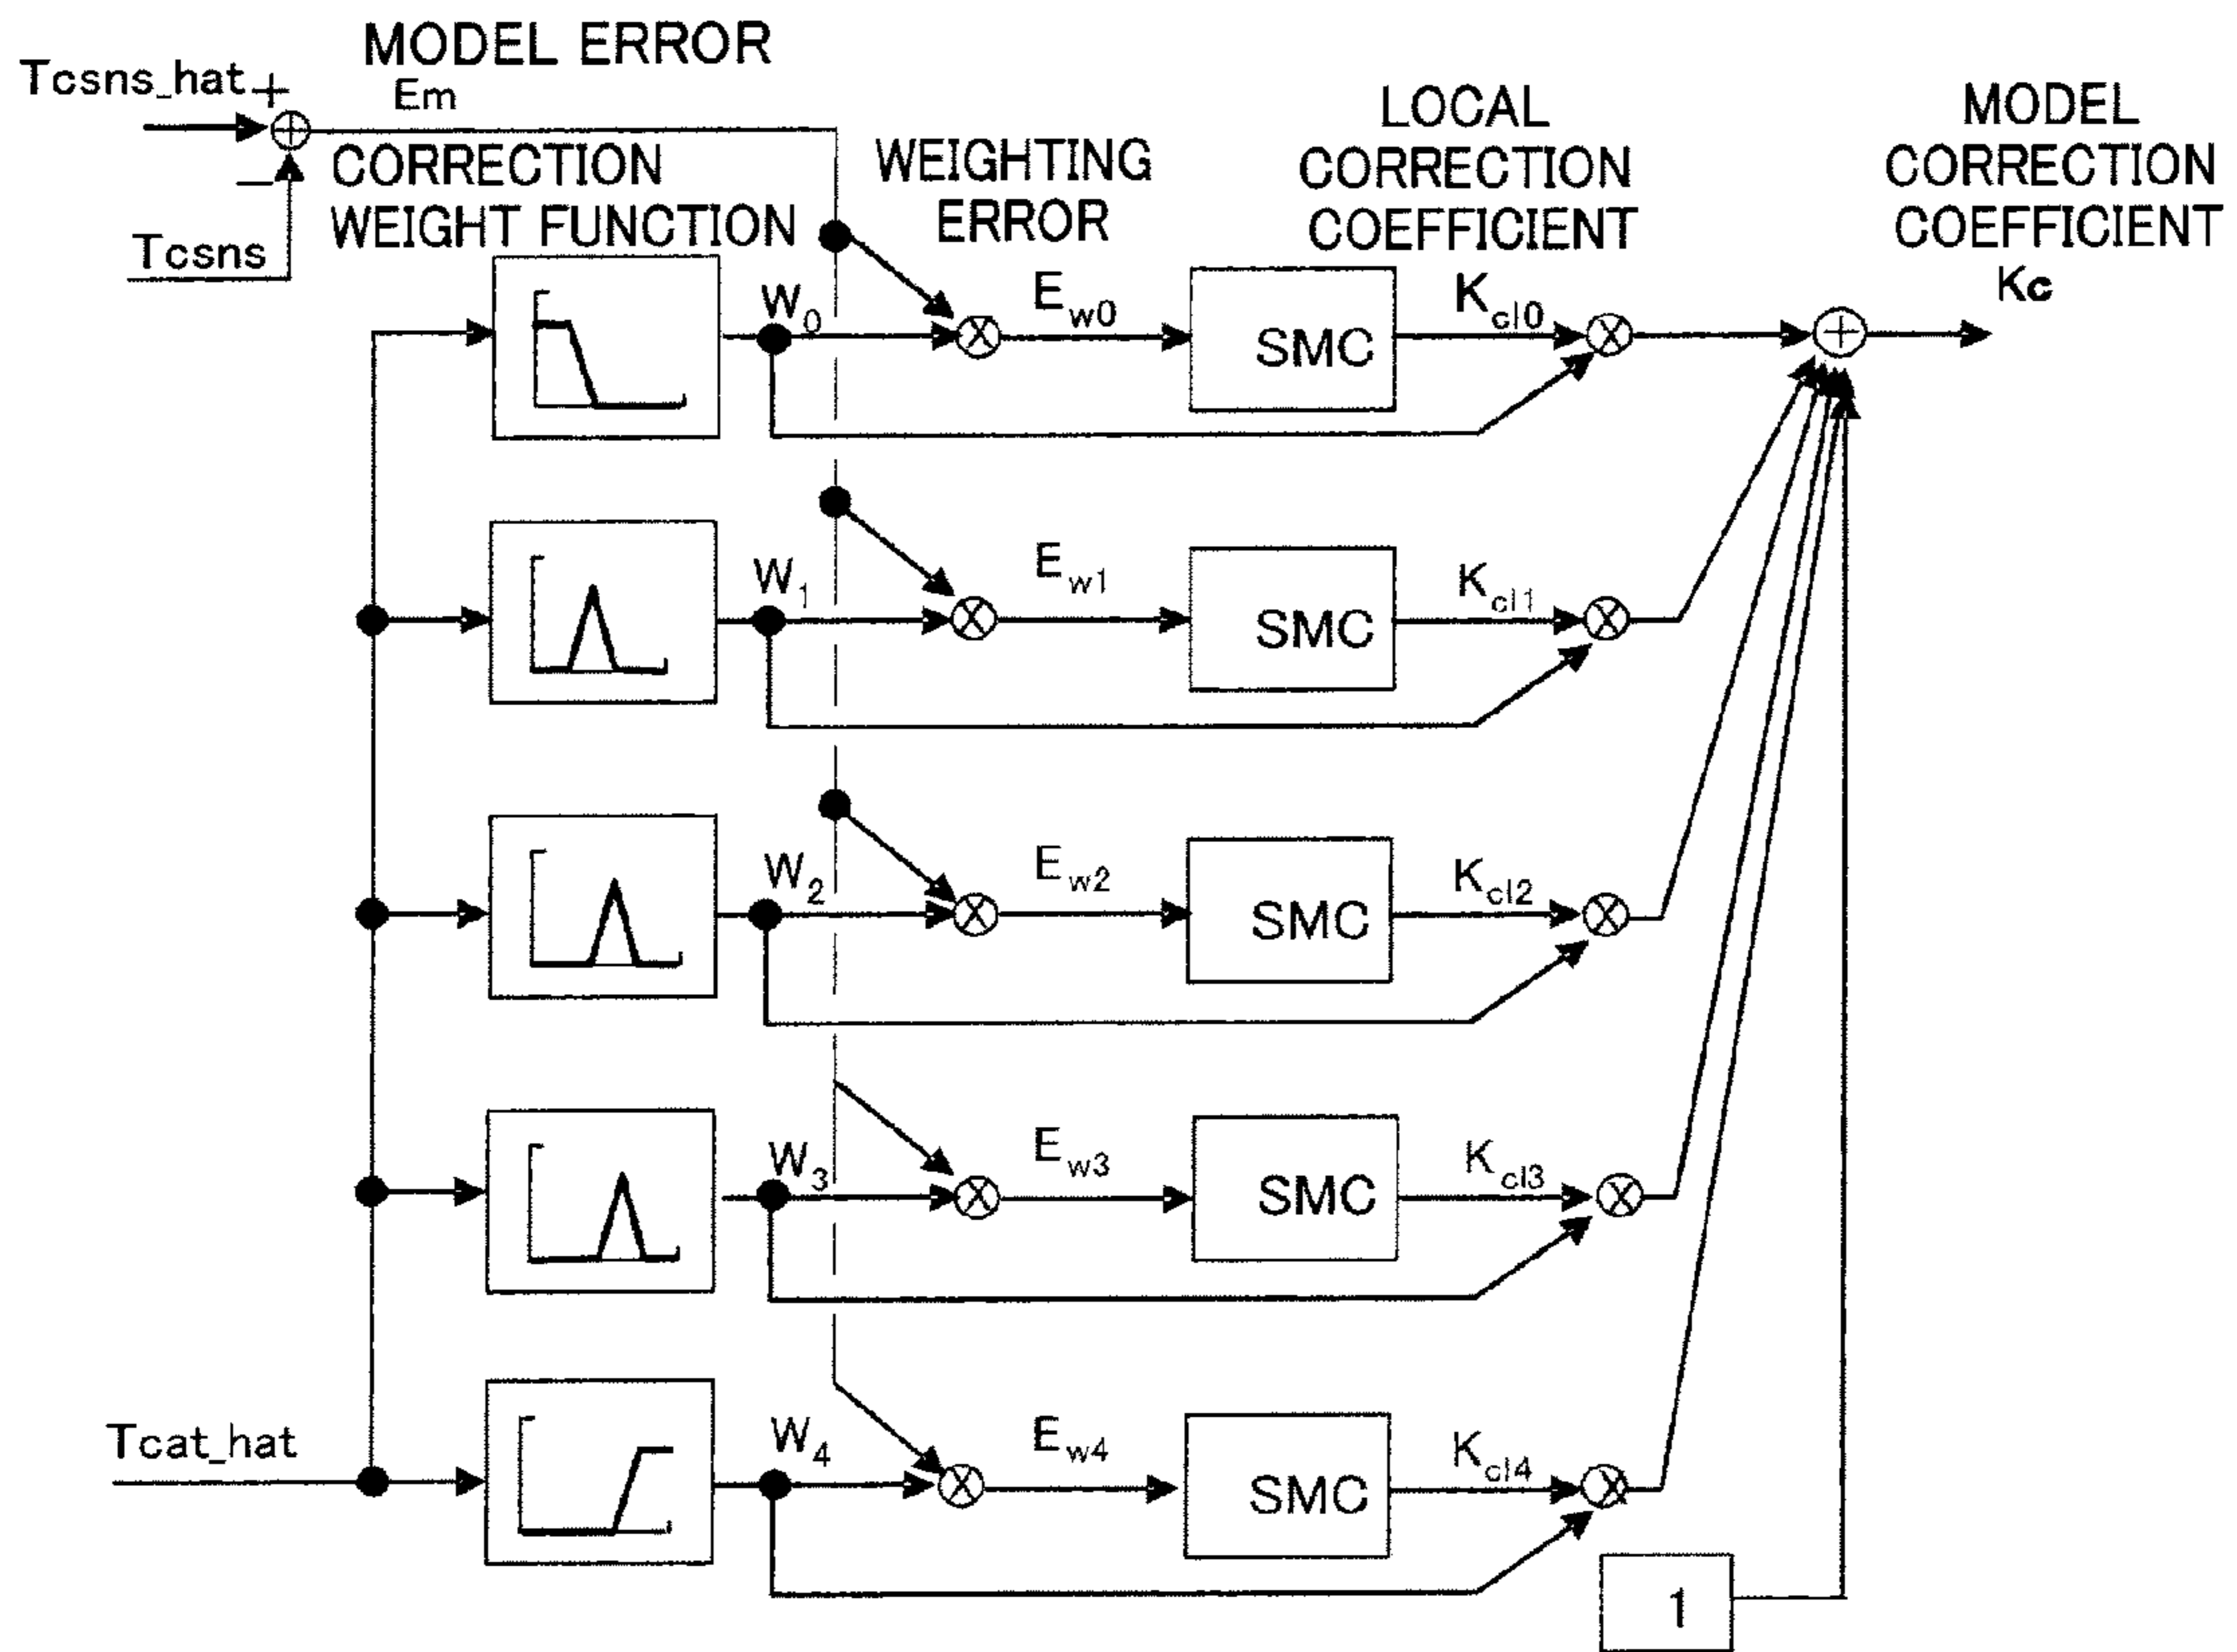 MODEL ERROR
Em
Tcsns_hat
+
−
Tcsns
CORRECTION
WEIGHT FUNCTION
WEIGHTING
ERROR
LOCAL
CORRECTION
COEFFICIENT
MODEL
CORRECTION
COEFFICIENT
Kc
W0
Ew0
SMC
Kcl0
W1
Ew1
SMC
Kcl1
W2
Ew2
SMC
Kcl2
W3
Ew3
SMC
Kcl3
Tcat_hat
W4
Ew4
SMC
Kcl4
1